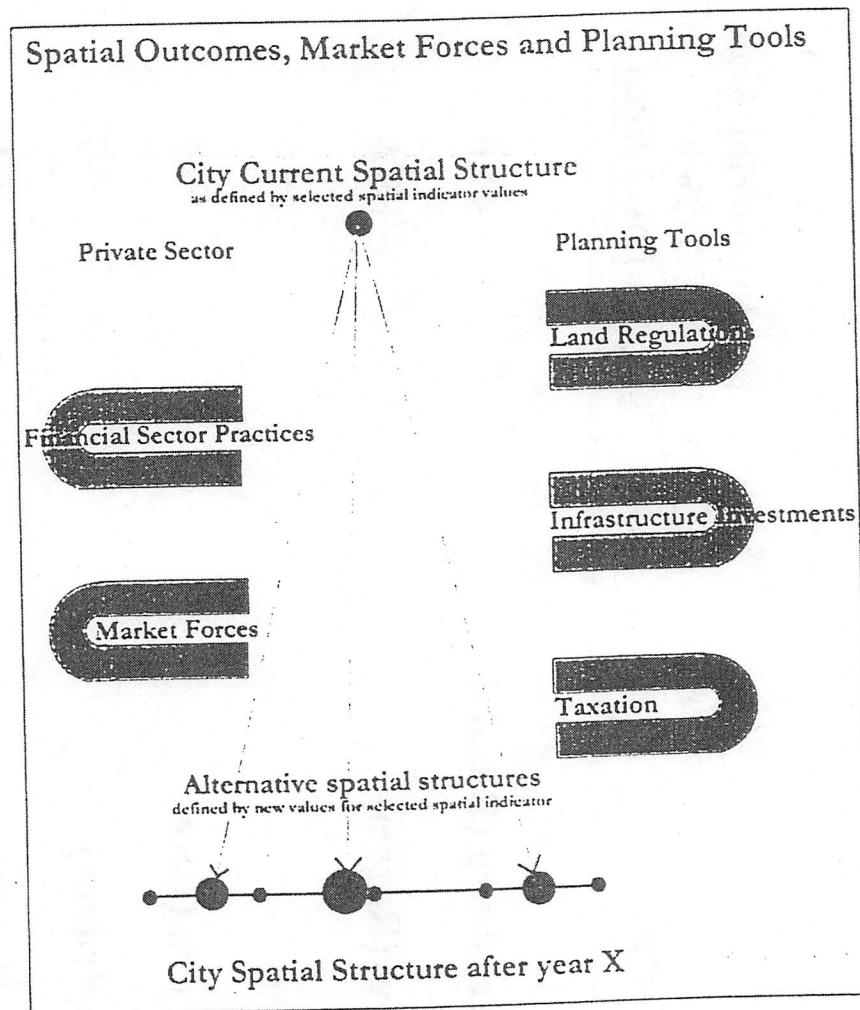 Spatial Outcomes, Market Forces and Planning Tools
City Current Spatial Structure
as defined by selected spatial indicator values
Private Sector
Planning Tools
Land Regulations
Financial Sector Practices
Infrastructure Investments
Market Forces
Taxation
Alternative spatial structures
defined by new values for selected spatial indicator
City Spatial Structure after year X